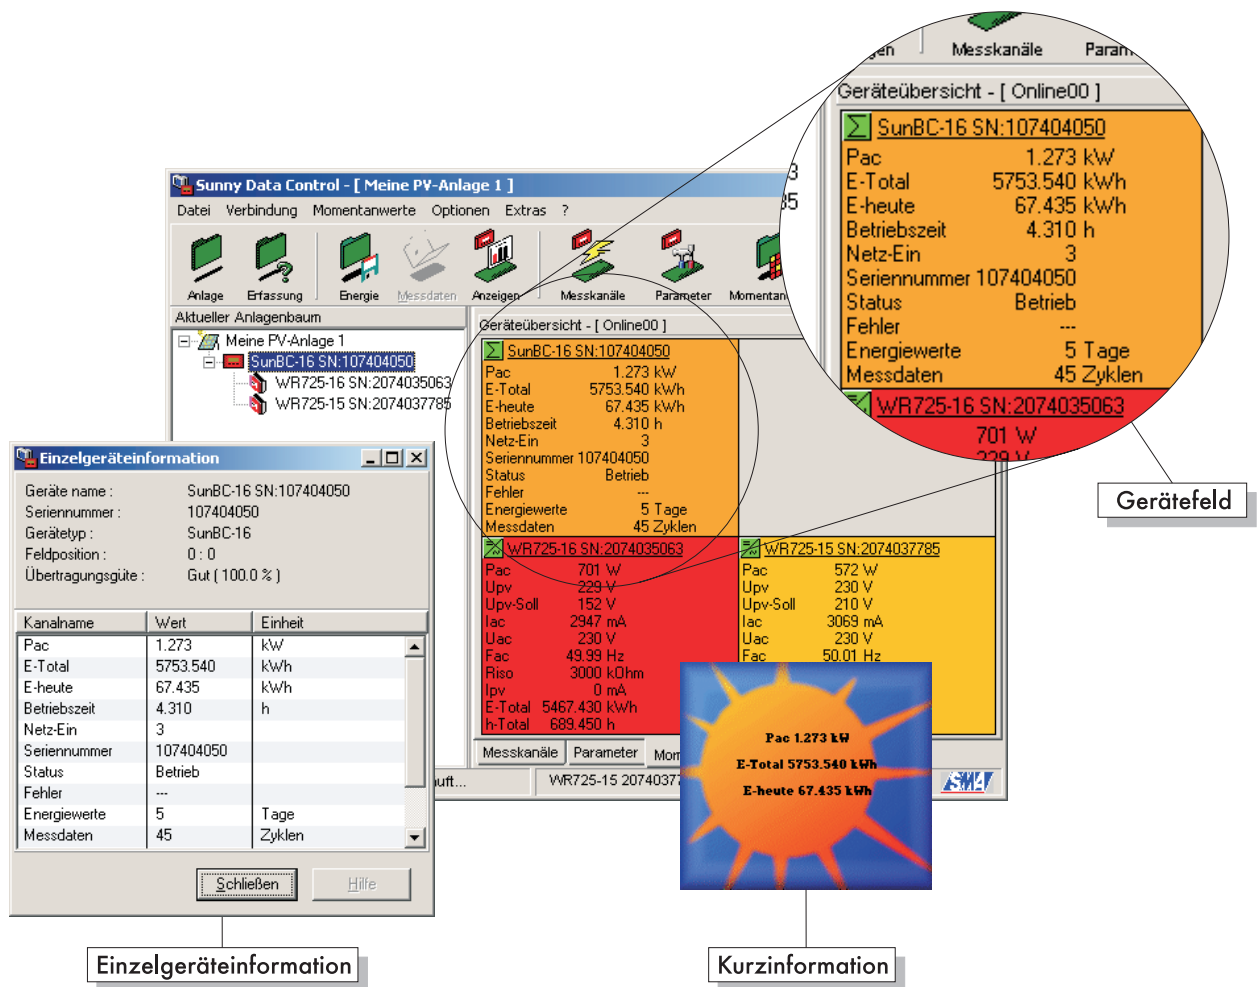 Messkanäle
Geräteübersicht - [ Online00 ]
SunBC-16 SN:107404050
Pac 1.273 kW
E-Total 5753.540 kWh
E-heute 67.435 kWh
Betriebszeit 4.310 h
Netz-Ein 3
Seriennummer 107404050
Status Betrieb
Fehler ---
Energiewerte 5 Tage
Messdaten 45 Zyklen
WR725-16 SN:2074035063
701 W
229 V
Gerätefeld
Sunny Data Control - [ Meine PV-Anlage 1 ]
Datei Verbindung Momentanwerte Optionen Extras ?
Anlage Erfassung Energie Messdaten Anzeigen Messkanäle Parameter
Aktueller Anlagenbaum
Meine PV-Anlage 1
SunBC-16 SN:107404050
WR725-16 SN:2074035063
WR725-15 SN:2074037785
Geräteübersicht - [ Online00 ]
SunBC-16 SN:107404050
Pac 1.273 kW
E-Total 5753.540 kWh
E-heute 67.435 kWh
Betriebszeit 4.310 h
Netz-Ein 3
Seriennummer 107404050
Status Betrieb
Fehler ---
Energiewerte 5 Tage
Messdaten 45 Zyklen
WR725-16 SN:2074035063
Pac 701 W
Upv 229 V
Upv-Soll 152 V
Iac 2947 mA
Uac 230 V
Fac 49.99 Hz
Riso 3000 kOhm
Ipv 0 mA
E-Total 5467.430 kWh
h-Total 689.450 h
WR725-15 SN:2074037785
Pac 572 W
Upv 230 V
Upv-Soll 210 V
Iac 3069 mA
Uac 230 V
Fac 50.01 Hz
Messkanäle Parameter
WR725-15
SMA
Einzelgeräteinformation
Geräte name : SunBC-16 SN:107404050
Seriennummer : 107404050
Gerätetyp : SunBC-16
Feldposition : 0 : 0
Übertragungsgüte : Gut ( 100.0 % )
Kanalname Wert Einheit
Pac 1.273 kW
E-Total 5753.540 kWh
E-heute 67.435 kWh
Betriebszeit 4.310 h
Netz-Ein 3
Seriennummer 107404050
Status Betrieb
Fehler ---
Energiewerte 5 Tage
Messdaten 45 Zyklen
Schließen Hilfe
Pac 1.273 kW
E-Total 5753.540 kWh
E-heute 67.435 kWh
Einzelgeräteinformation
Kurzinformation